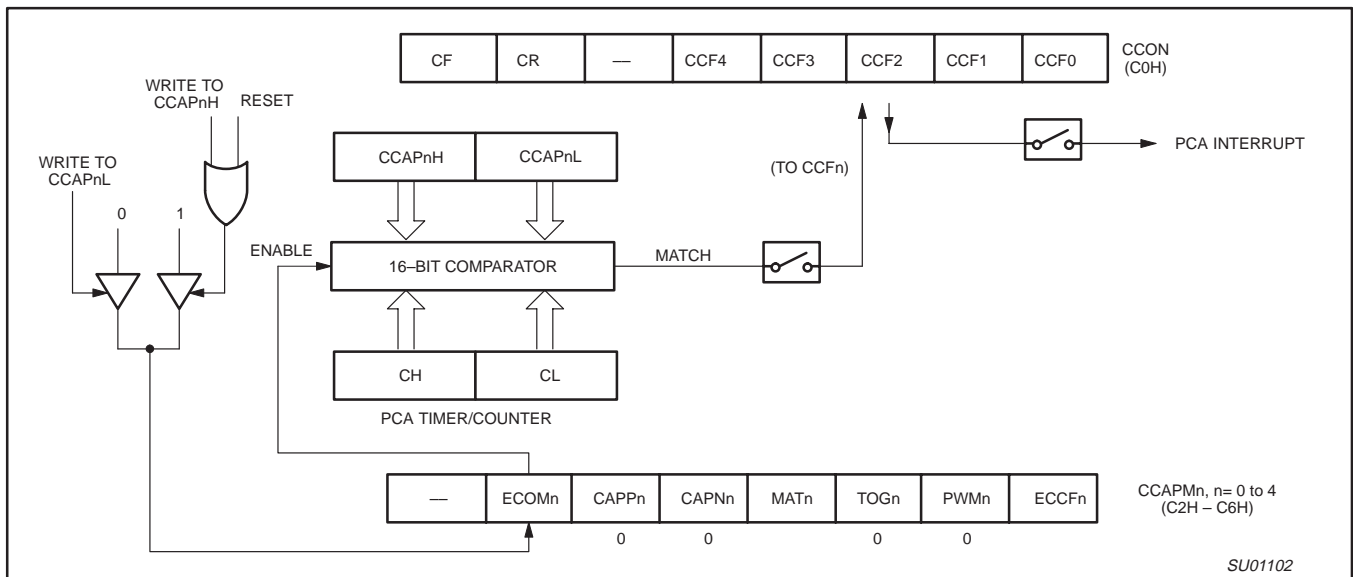 CF CR — CCF4 CCF3 CCF2 CCF1 CCF0
CCON
(C0H)
WRITE TO
CCAPnH RESET
WRITE TO
CCAPnL
0 1
CCAPnH CCAPnL
(TO CCFn)
PCA INTERRUPT
ENABLE
16–BIT COMPARATOR
MATCH
CH CL
PCA TIMER/COUNTER
— ECOMn CAPPn CAPNn MATn TOGn PWMn ECCFn
CCAPMn, n= 0 to 4
(C2H – C6H)
0 0 0 0
SU01102